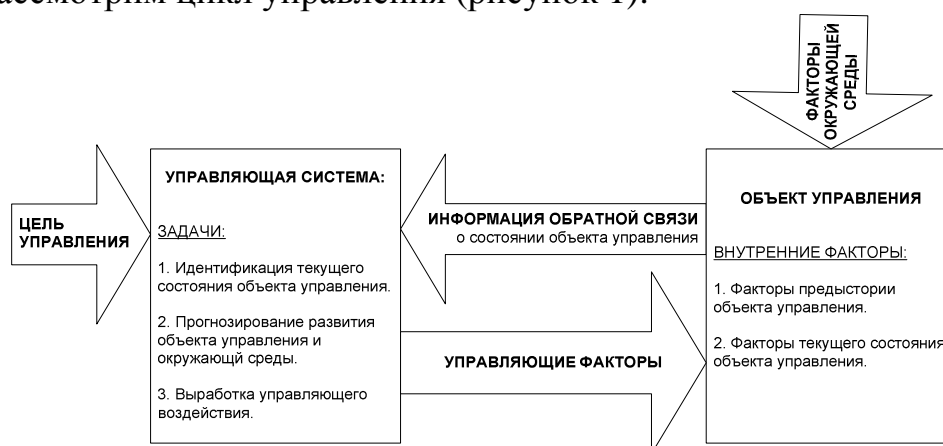 рассмотрим цикл управления (рисунок 1).
ФАКТОРЫ
ОКРУЖАЮЩЕЙ
СРЕДЫ
ЦЕЛЬ
УПРАВЛЕНИЯ
УПРАВЛЯЮЩАЯ СИСТЕМА:
ЗАДАЧИ:
1. Идентификация текущего
состояния объекта управления.
2. Прогнозирование развития
объекта управления и
окружающй среды.
3. Выработка управляющего
воздействия.
ИНФОРМАЦИЯ ОБРАТНОЙ СВЯЗИ
о состоянии объекта управления
УПРАВЛЯЮЩИЕ ФАКТОРЫ
ОБЪЕКТ УПРАВЛЕНИЯ
ВНУТРЕННИЕ ФАКТОРЫ:
1. Факторы предыстории
объекта управления.
2. Факторы текущего состояния
объекта управления.